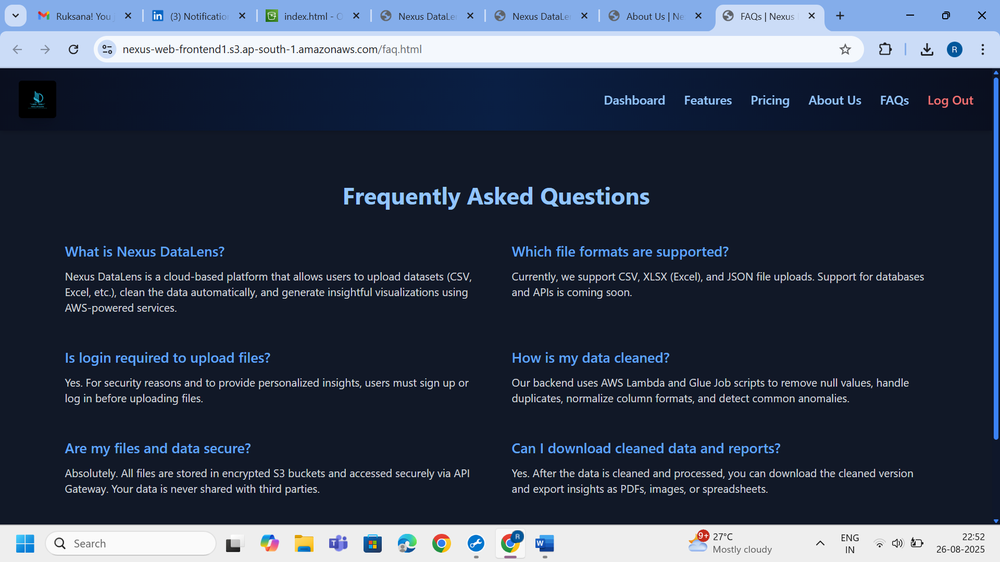 Ruksana! You j
(3) Notification
index.html - O
Nexus DataLen
Nexus DataLen
About Us | Ne
FAQs | Nexus
nexus-web-frontend1.s3.ap-south-1.amazonaws.com/faq.html
R
Dashboard Features Pricing About Us FAQs Log Out
Frequently Asked Questions
What is Nexus DataLens?
Nexus DataLens is a cloud-based platform that allows users to upload datasets (CSV,
Excel, etc.), clean the data automatically, and generate insightful visualizations using
AWS-powered services.
Which file formats are supported?
Currently, we support CSV, XLSX (Excel), and JSON file uploads. Support for databases
and APIs is coming soon.
Is login required to upload files?
Yes. For security reasons and to provide personalized insights, users must sign up or
log in before uploading files.
How is my data cleaned?
Our backend uses AWS Lambda and Glue Job scripts to remove null values, handle
duplicates, normalize column formats, and detect common anomalies.
Are my files and data secure?
Absolutely. All files are stored in encrypted S3 buckets and accessed securely via API
Gateway. Your data is never shared with third parties.
Can I download cleaned data and reports?
Yes. After the data is cleaned and processed, you can download the cleaned version
and export insights as PDFs, images, or spreadsheets.
Search
R
9+
27°C
Mostly cloudy
ENG
IN
22:52
26-08-2025